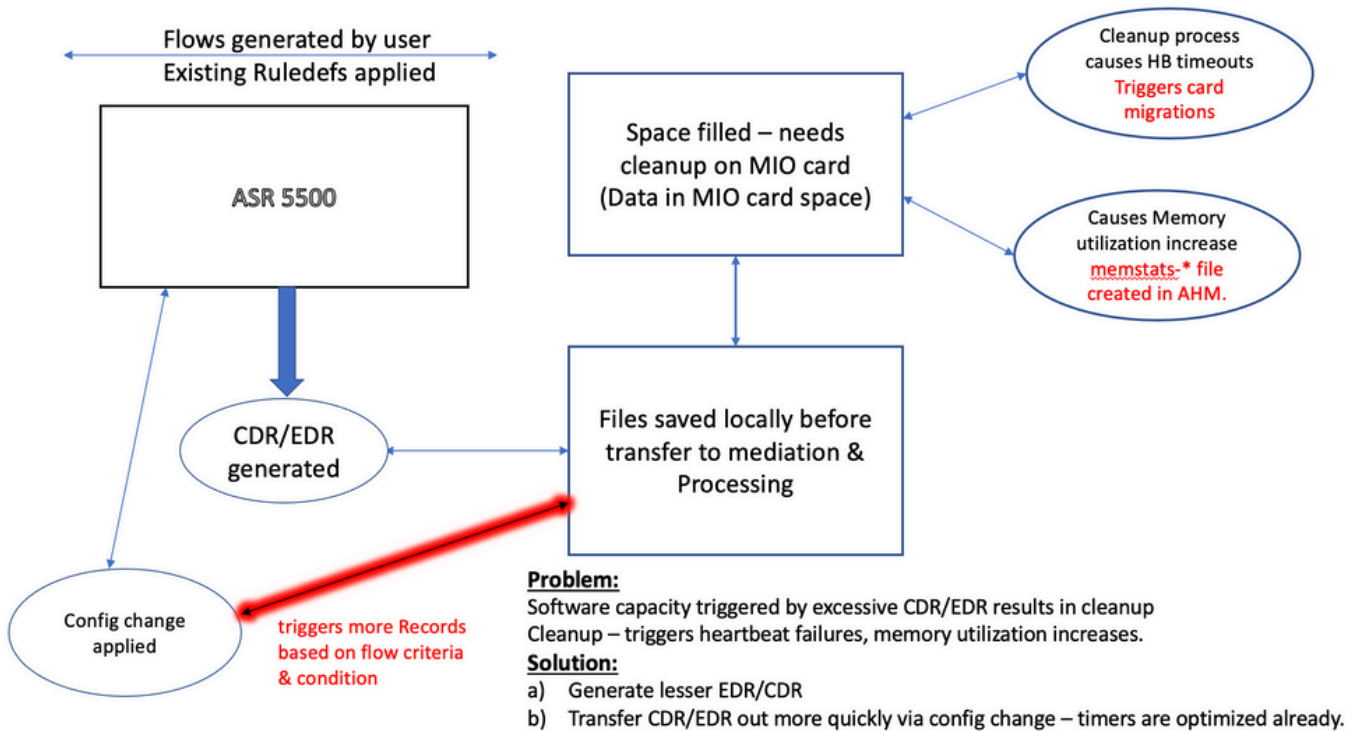 Flows generated by user
Existing Ruledefs applied
ASR 5500
CDR/EDR
generated
Config change
applied
triggers more Records
based on flow criteria
& condition
Space filled – needs
cleanup on MIO card
(Data in MIO card space)
Files saved locally before
transfer to mediation &
Processing
Cleanup process
causes HB timeouts
Triggers card
migrations
Causes Memory
utilization increase
memstats-* file
created in AHM.
Problem:
Software capacity triggered by excessive CDR/EDR results in cleanup
Cleanup – triggers heartbeat failures, memory utilization increases.
Solution:
a) Generate lesser EDR/CDR
b) Transfer CDR/EDR out more quickly via config change – timers are optimized already.